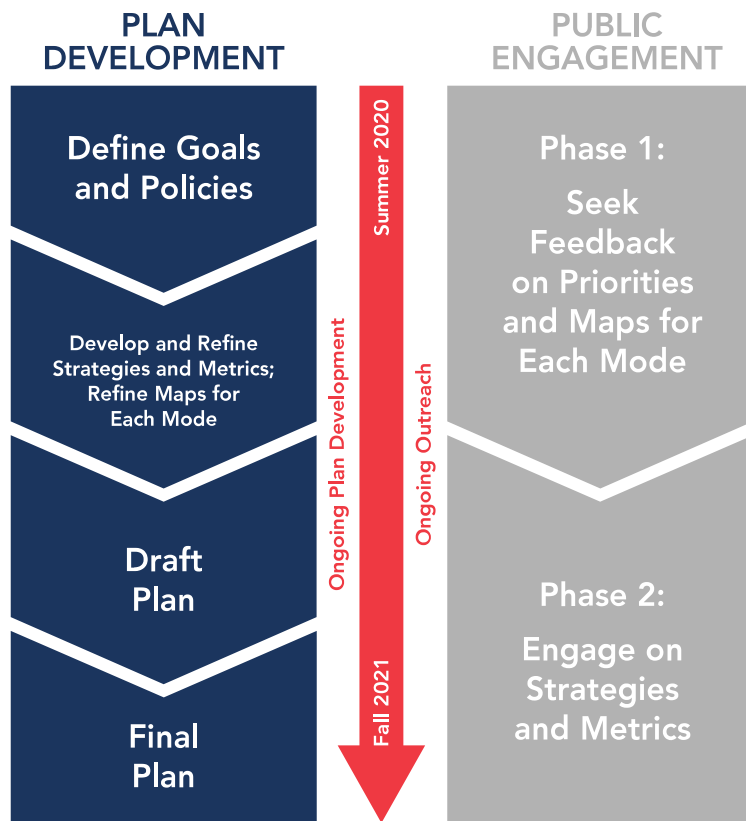 PLAN
DEVELOPMENT
Define Goals
and Policies
Develop and Refine
Strategies and Metrics;
Refine Maps for
Each Mode
Draft
Plan
Final
Plan
Ongoing Plan Development
Summer 2020
Fall 2021
Ongoing Outreach
PUBLIC
ENGAGEMENT
Phase 1:
Seek
Feedback
on Priorities
and Maps for
Each Mode
Phase 2:
Engage on
Strategies
and Metrics